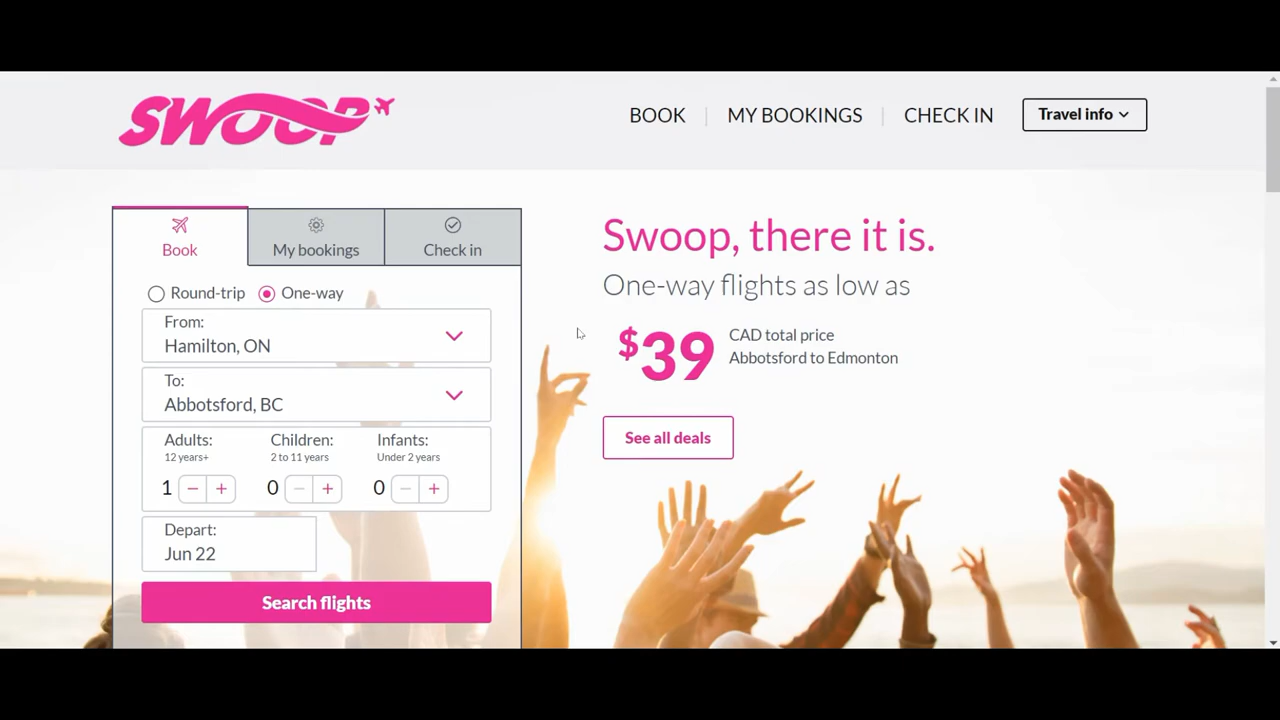 SWOOP
BOOK
MY BOOKINGS
CHECK IN
Travel info
Book
My bookings
Check in
Round-trip
One-way
From:
Hamilton, ON
To:
Abbotsford, BC
Adults:
12 years+
1
Children:
2 to 11 years
0
Infants:
Under 2 years
0
Depart:
Jun 22
Search flights
Swoop, there it is.
One-way flights as low as
$39
CAD total price
Abbotsford to Edmonton
See all deals